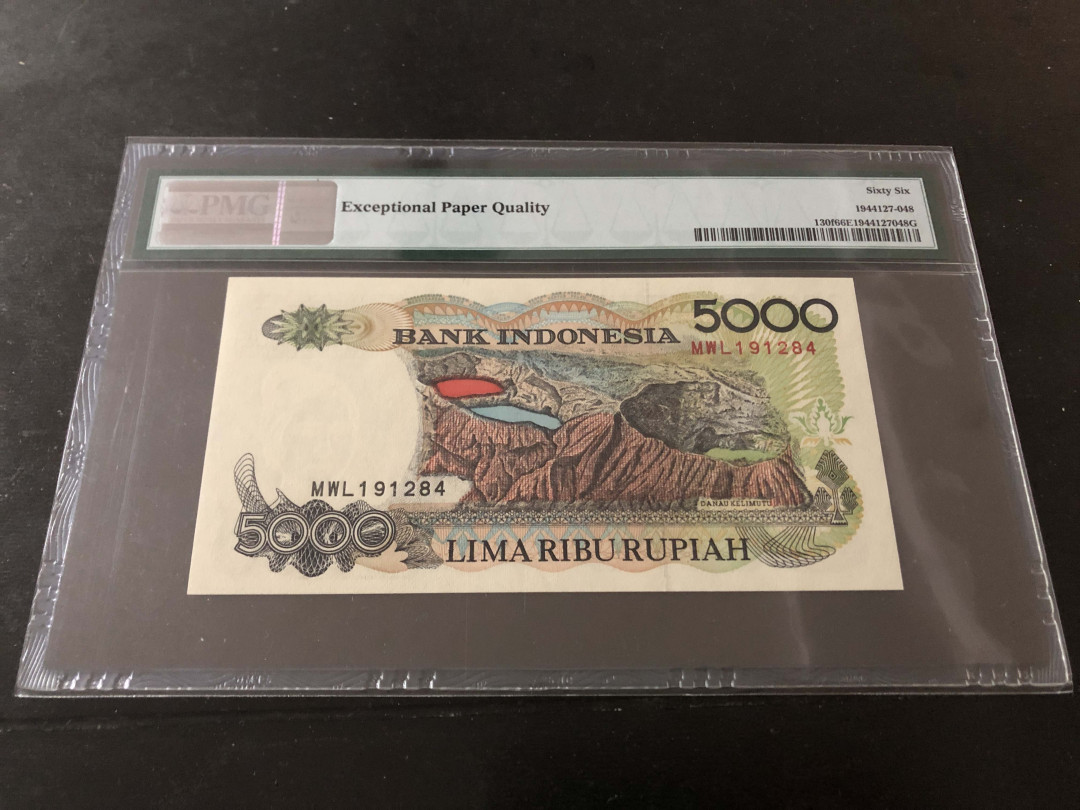 PMG
Exceptional Paper Quality
Sixty Six
1944127-048
130f66E1944127048G
BANK INDONESIA
5000
MWL191284
MWL191284
DANAU KELIMUTU
5000
LIMA RIBU RUPIAH